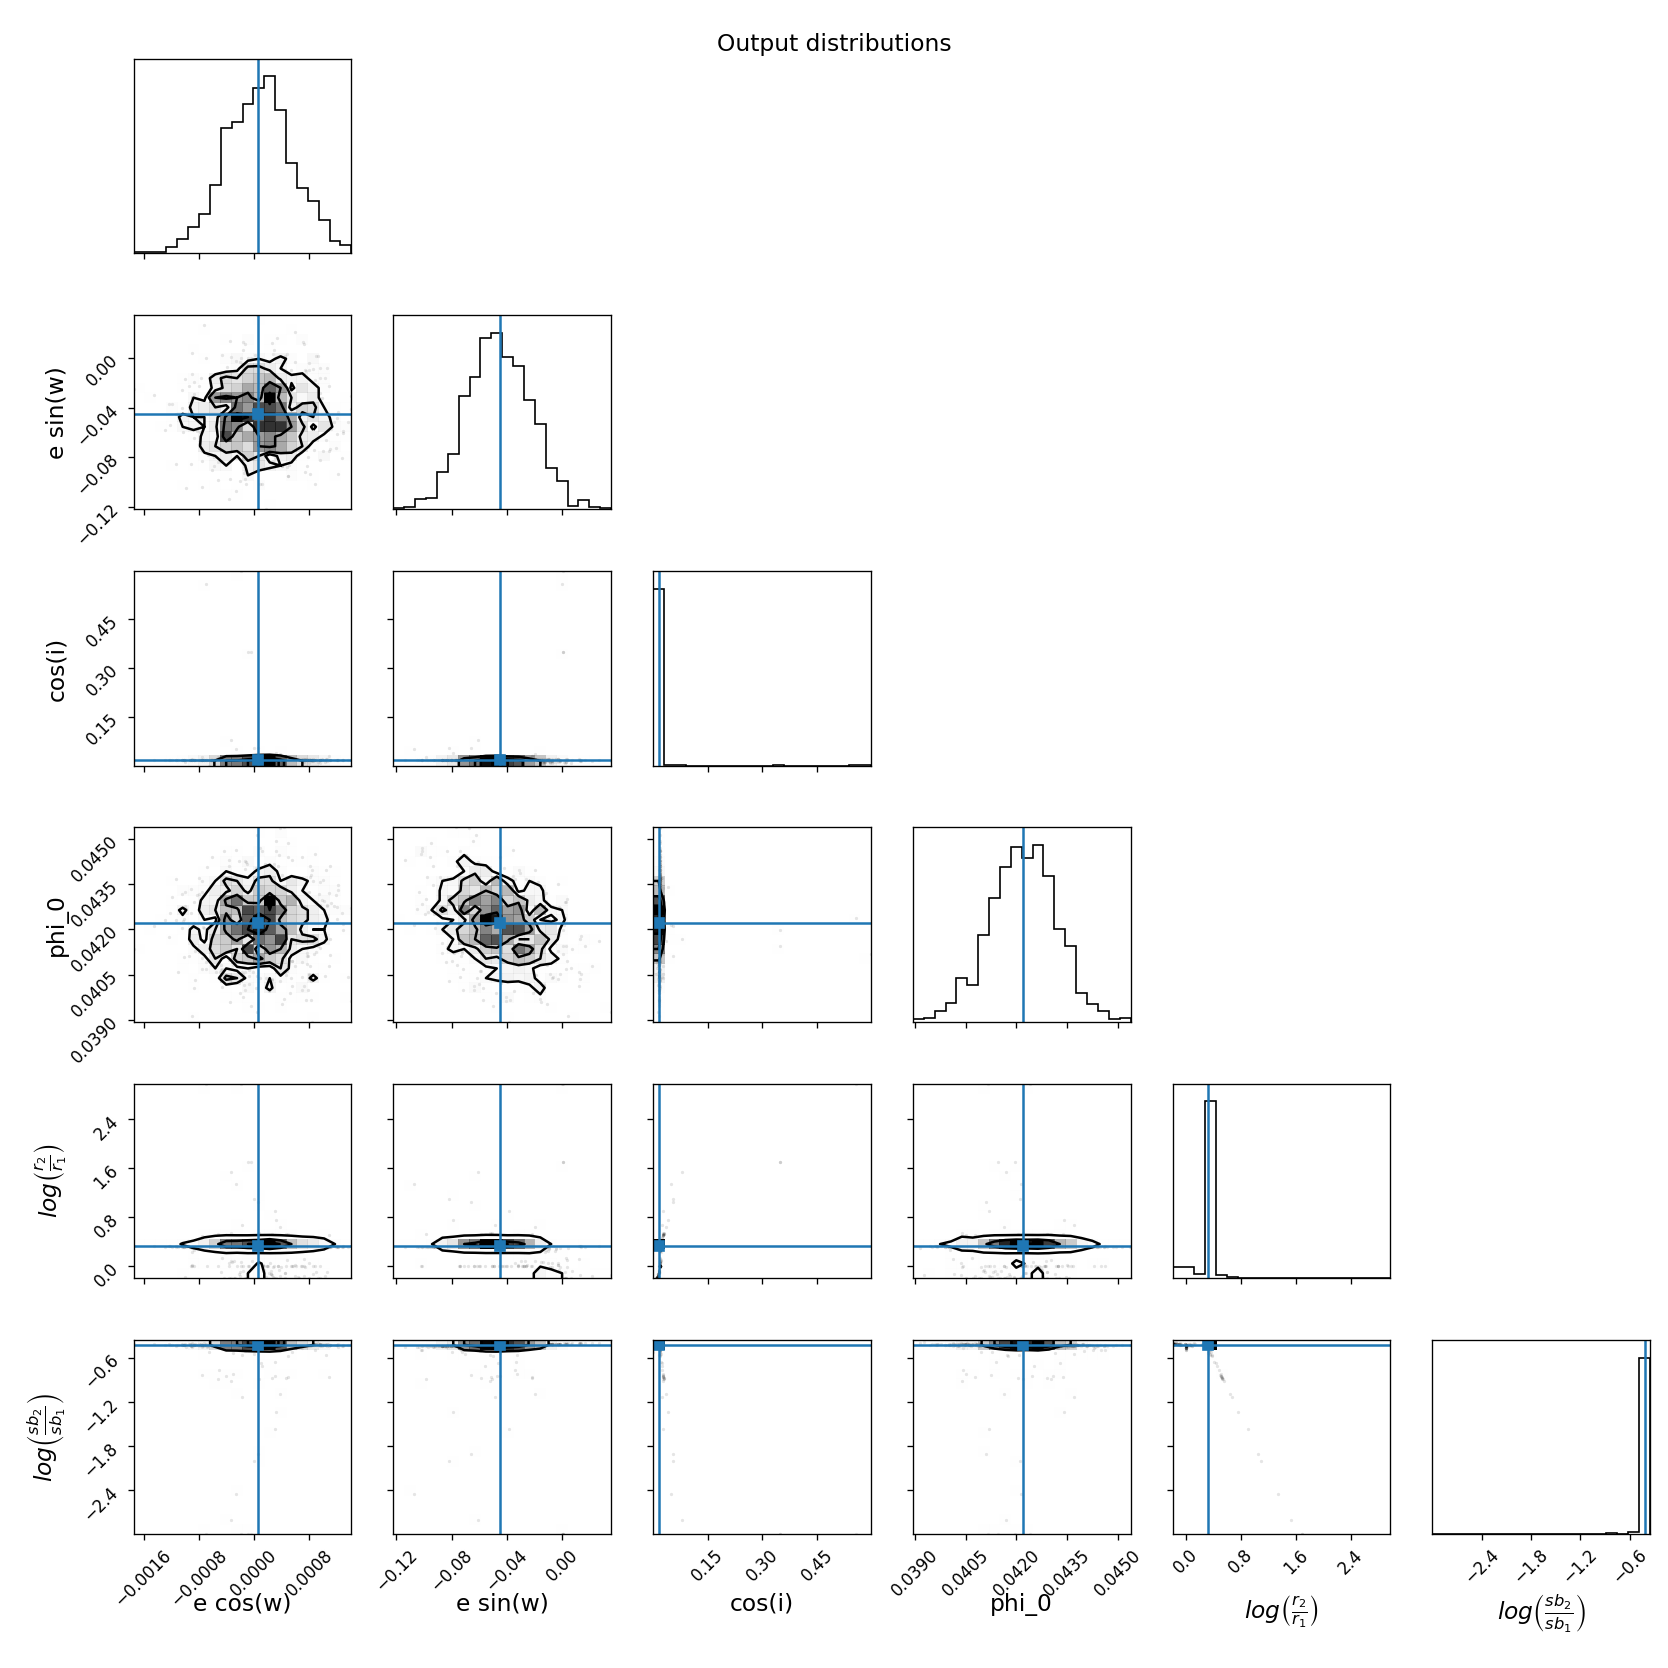 Output distributions
e sin(w)
0.00
−0.04
−0.08
−0.12
cos(i)
0.45
0.30
0.15
phi_0
0.0450
0.0435
0.0420
0.0405
0.0390
log(r₂/r₁)
2.4
1.6
0.8
0.0
log(sb₂/sb₁)
−0.6
−1.2
−1.8
−2.4
−0.0016 −0.0008 0.0000 0.0008
−0.12 −0.08 −0.04 0.00
0.15 0.30 0.45
0.0390 0.0405 0.0420 0.0435 0.0450
0.0 0.8 1.6 2.4
−2.4 −1.8 −1.2 −0.6
e cos(w) e sin(w) cos(i) phi_0 log(r₂/r₁) log(sb₂/sb₁)